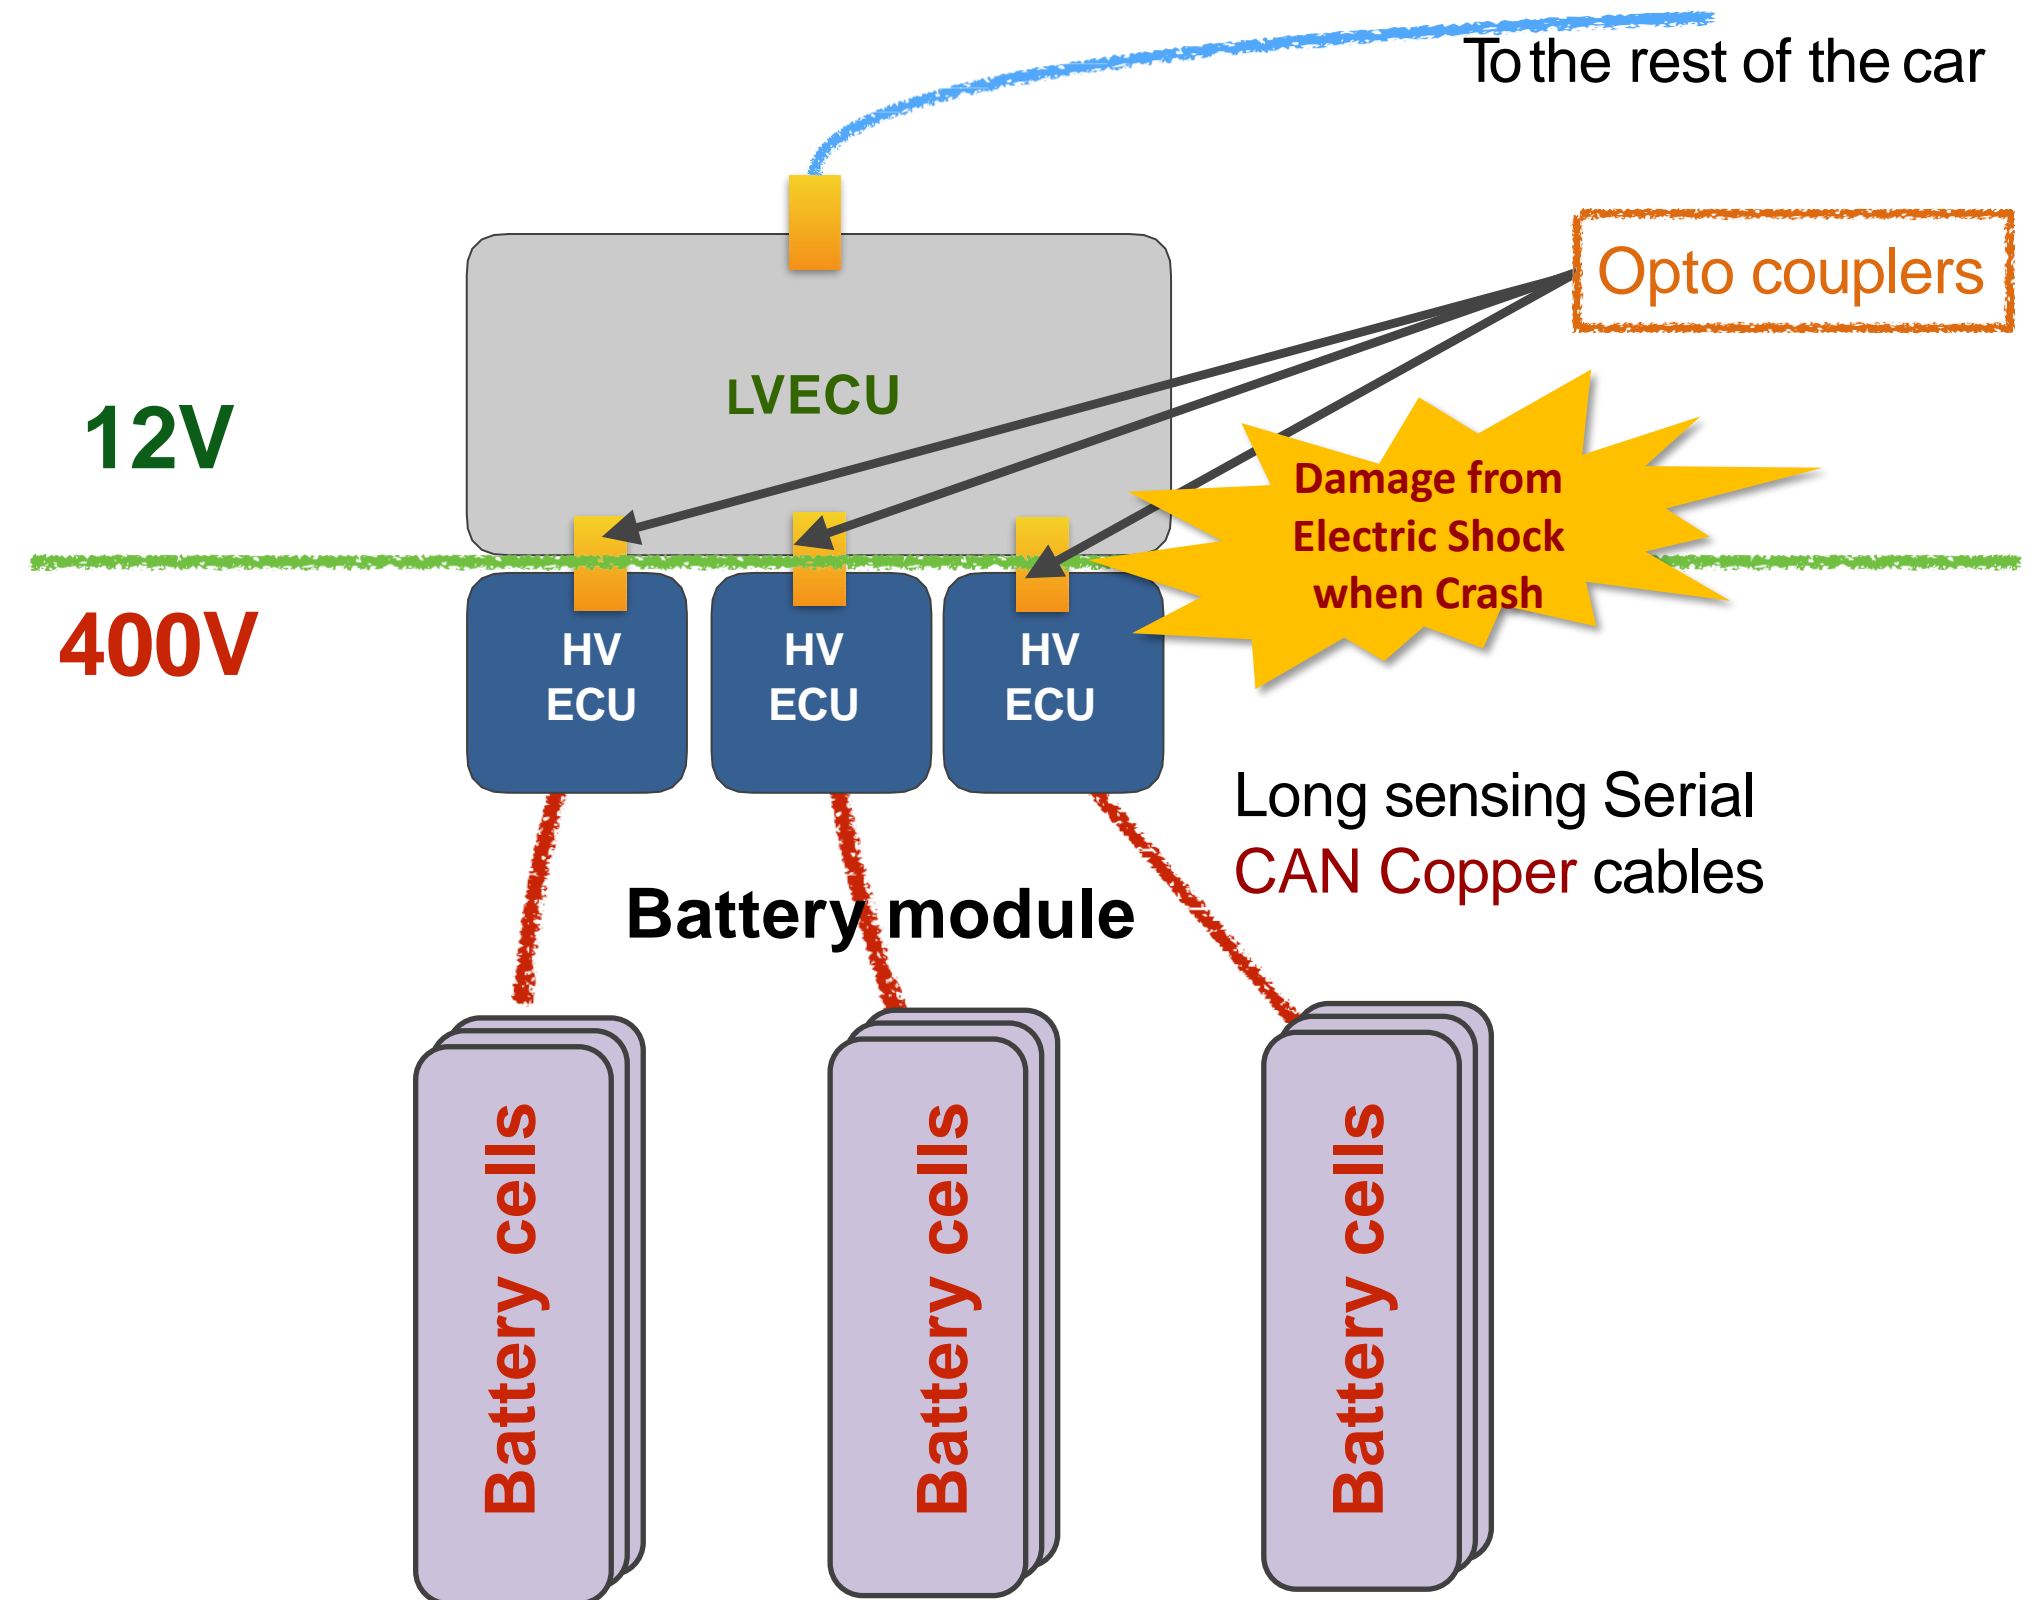 To the rest of the car
Opto couplers
LVECU
12V
Damage from
Electric Shock
when Crash
400V
HV
ECU
HV
ECU
HV
ECU
Long sensing Serial
CAN Copper cables
Battery module
Battery cells
Battery cells
Battery cells